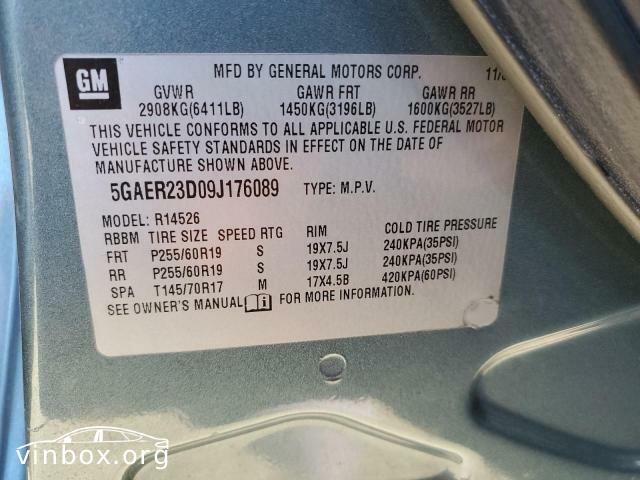 GM
MFD BY GENERAL MOTORS CORP.
GVWR GAWR FRT GAWR RR
2908KG(6411LB) 1450KG(3196LB) 1600KG(3527LB)
THIS VEHICLE CONFORMS TO ALL APPLICABLE U.S. FEDERAL MOTOR
VEHICLE SAFETY STANDARDS IN EFFECT ON THE DATE OF
MANUFACTURE SHOWN ABOVE.
5GAER23D09J176089 TYPE: M.P.V.
MODEL: R14526
RBBM TIRE SIZE SPEED RTG RIM COLD TIRE PRESSURE
FRT P255/60R19 S 19X7.5J 240KPA(35PSI)
RR P255/60R19 S 19X7.5J 240KPA(35PSI)
SPA T145/70R17 M 17X4.5B 420KPA(60PSI)
SEE OWNER'S MANUAL FOR MORE INFORMATION.
vinbox.org